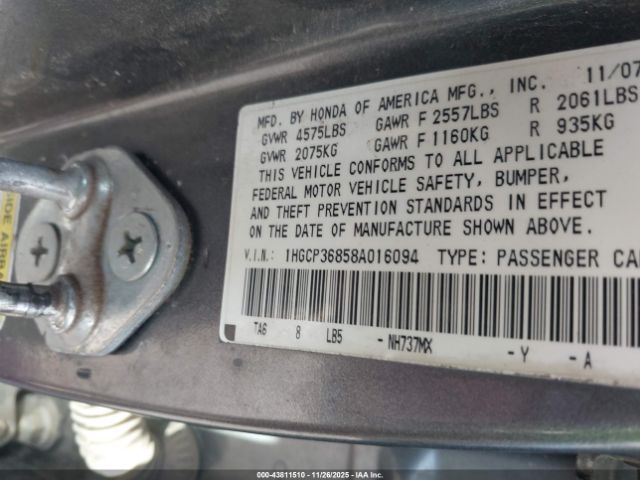 MFD. BY HONDA OF AMERICA MFG., INC. 11/07
GVWR 4575LBS GAWR F 2557LBS R 2061LBS
GVWR 2075KG GAWR F 1160KG R 935KG
THIS VEHICLE CONFORMS TO ALL APPLICABLE
FEDERAL MOTOR VEHICLE SAFETY, BUMPER,
AND THEFT PREVENTION STANDARDS IN EFFECT
ON THE DATE OF MANUFACTURE SHOWN ABOVE.
V.I.N. 1HGCP36858A016094 TYPE: PASSENGER CA
TA6 8 LB5 - NH737MX - Y - A
IDE AIRBA
00-43811510 - 11/26/2025 - IAA Inc.